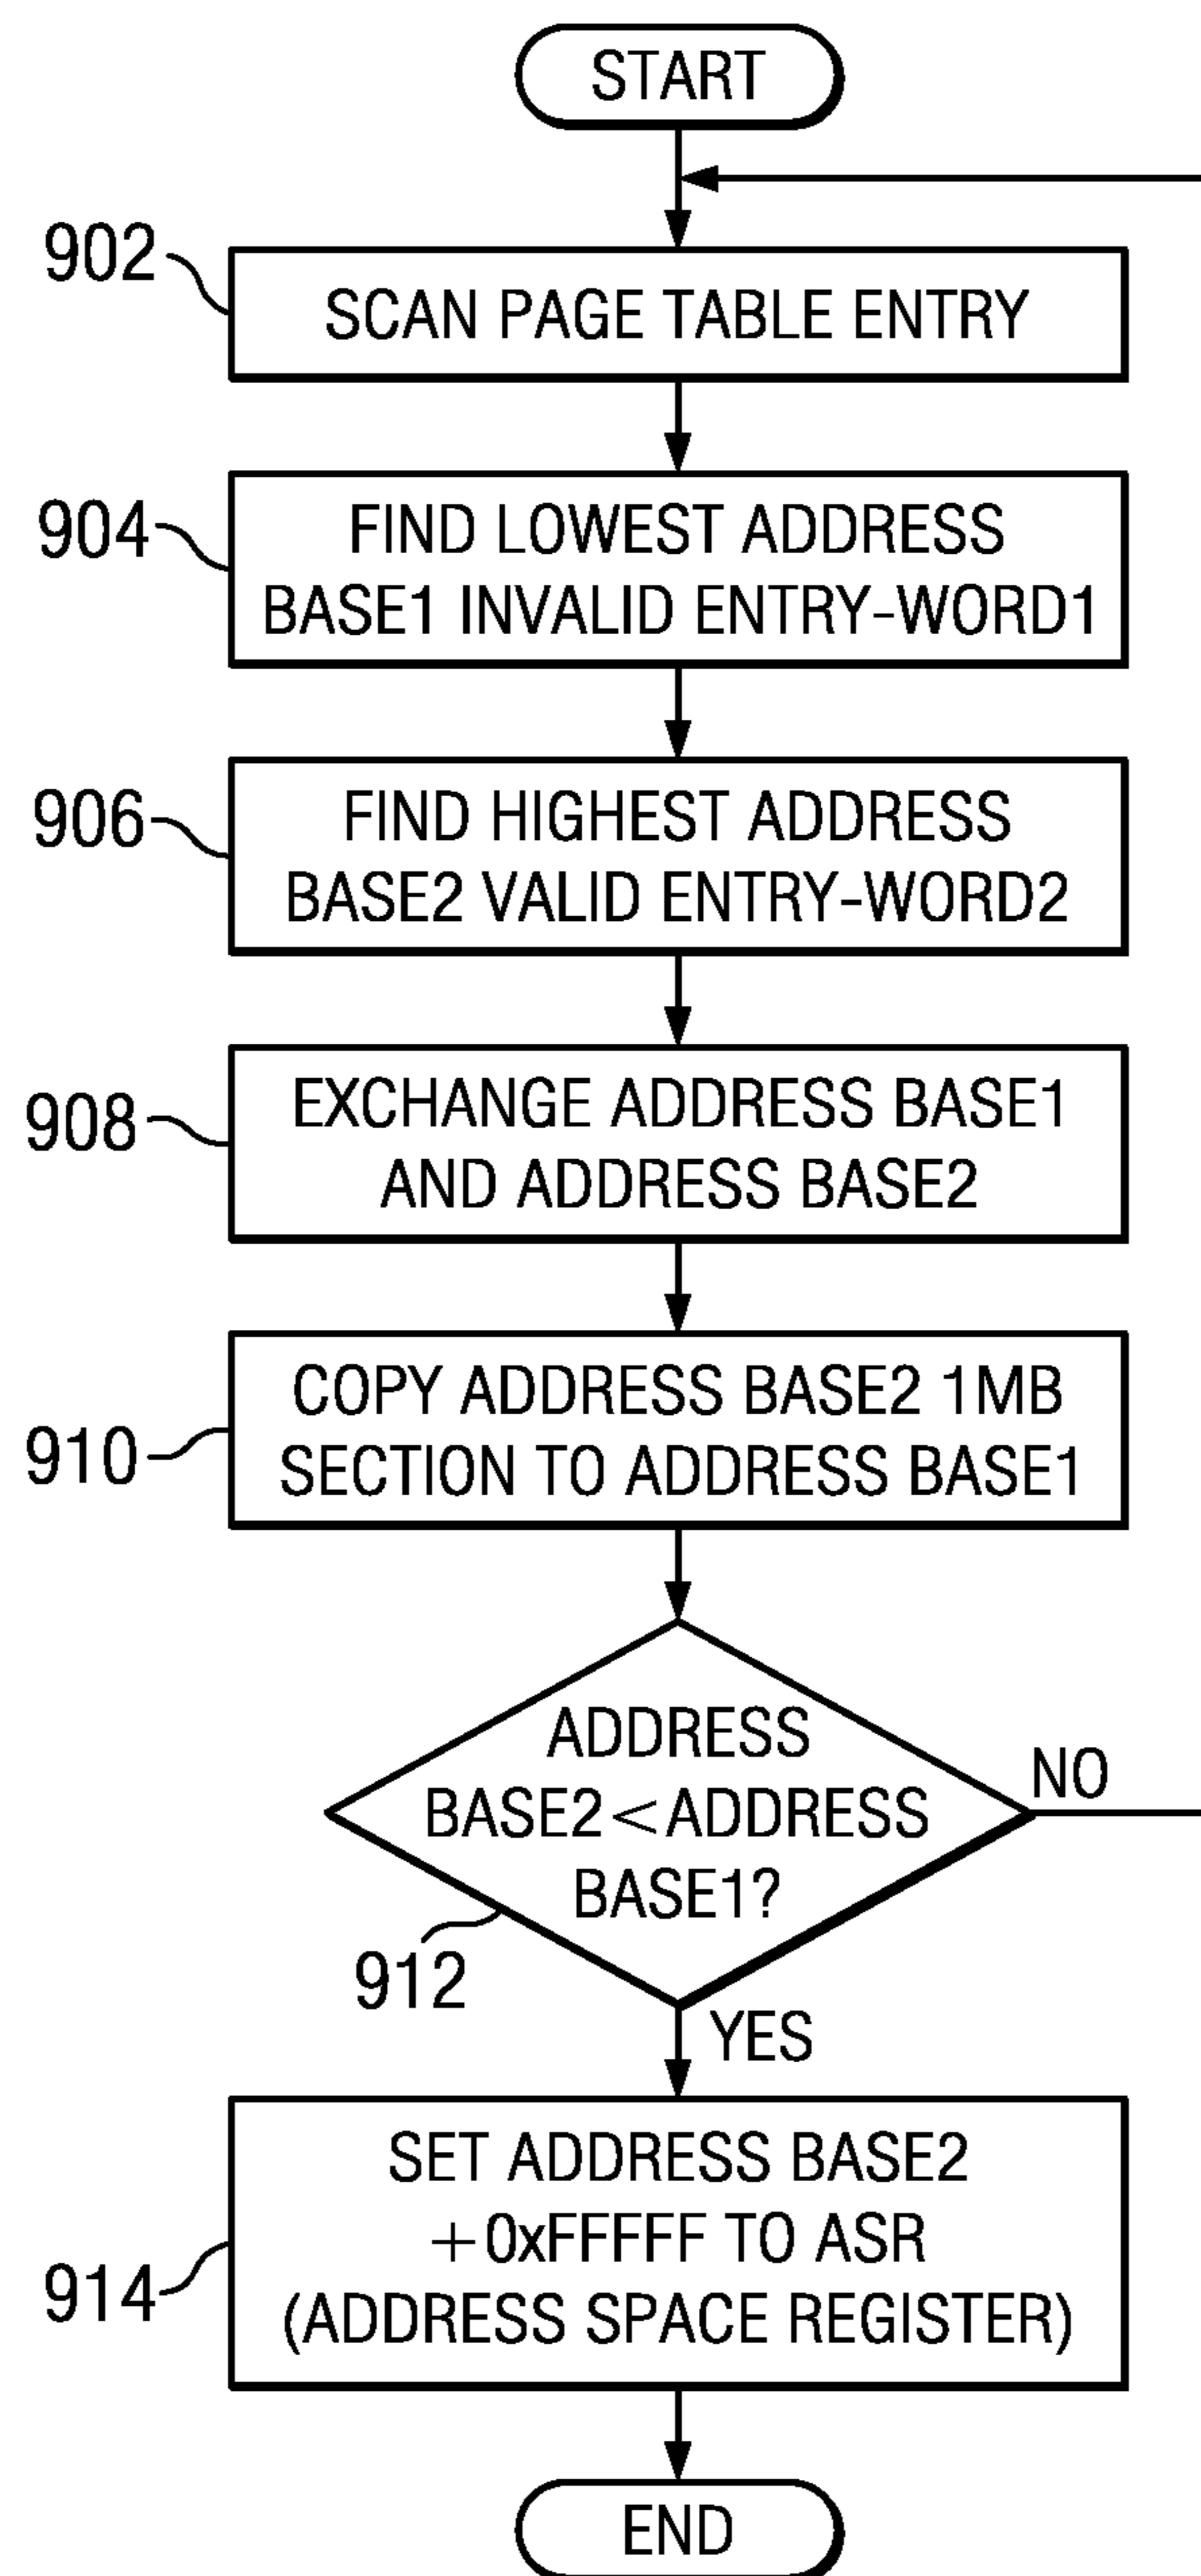 START
902
SCAN PAGE TABLE ENTRY
904
FIND LOWEST ADDRESS
BASE1 INVALID ENTRY-WORD1
906
FIND HIGHEST ADDRESS
BASE2 VALID ENTRY-WORD2
908
EXCHANGE ADDRESS BASE1
AND ADDRESS BASE2
910
COPY ADDRESS BASE2 1MB
SECTION TO ADDRESS BASE1
ADDRESS
BASE2<ADDRESS
BASE1?
NO
912
YES
914
SET ADDRESS BASE2
+0xFFFFF TO ASR
(ADDRESS SPACE REGISTER)
END